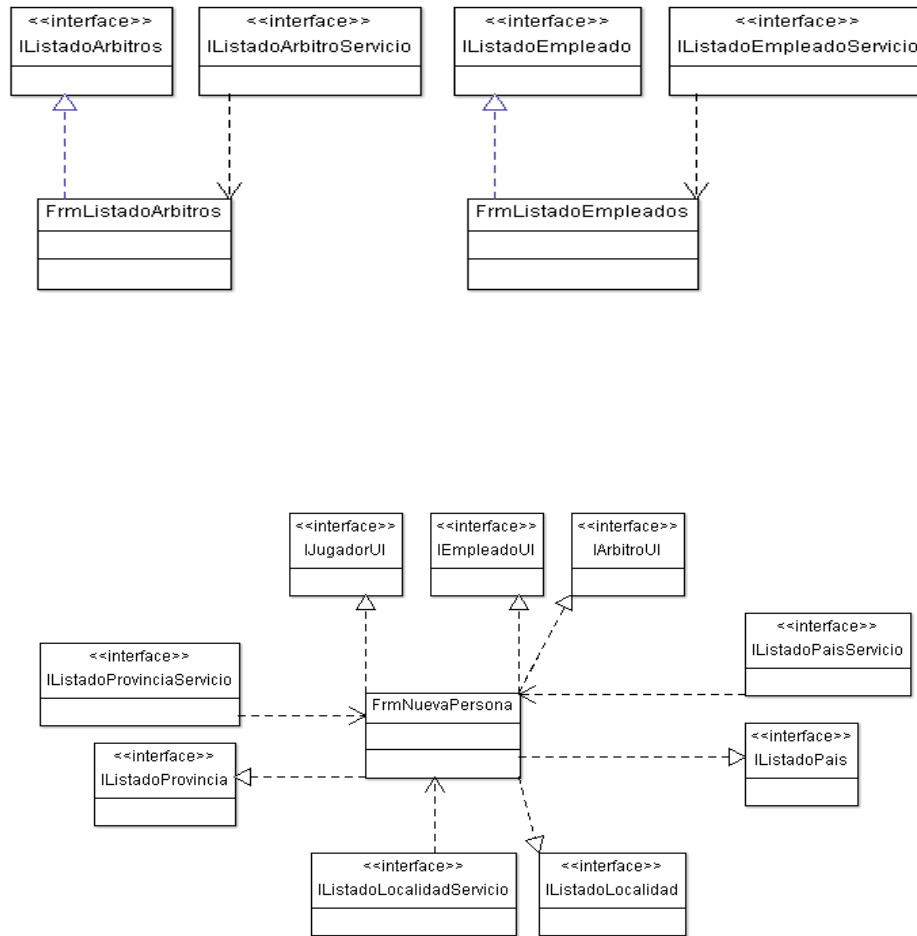 <<interface>>
IListadoArbitros
<<interface>>
IListadoArbitroServicio
<<interface>>
IListadoEmpleado
<<interface>>
IListadoEmpleadoServicio
FrmListadoArbitros
FrmListadoEmpleados
<<interface>>
IJugadorUI
<<interface>>
IEmpleadoUI
<<interface>>
IArbitroUI
<<interface>>
IListadoPaisServicio
<<interface>>
IListadoProvinciaServicio
FrmNuevaPersona
<<interface>>
IListadoPais
<<interface>>
IListadoProvincia
<<interface>>
IListadoLocalidadServicio
<<interface>>
IListadoLocalidad